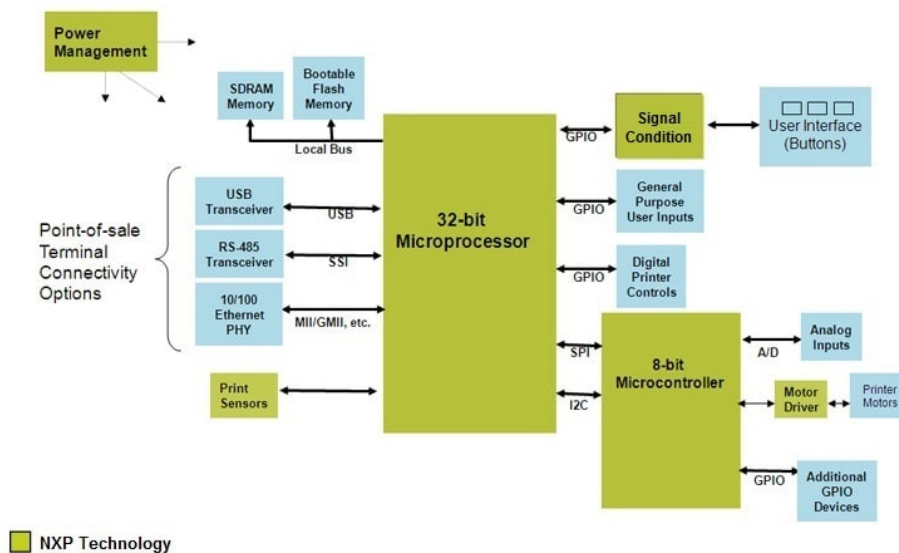 Power
Management
SDRAM
Memory
Bootable
Flash
Memory
Local Bus
Point-of-sale
Terminal
Connectivity
Options
USB
Transceiver
USB
RS-485
Transceiver
SSI
10/100
Ethernet
PHY
MII/GMII, etc.
Print
Sensors
32-bit
Microprocessor
GPIO
Signal
Condition
User Interface
(Buttons)
GPIO
General
Purpose
User Inputs
GPIO
Digital
Printer
Controls
SPI
I2C
8-bit
Microcontroller
A/D
Analog
Inputs
Motor
Driver
Printer
Motors
GPIO
Additional
GPIO
Devices
NXP Technology